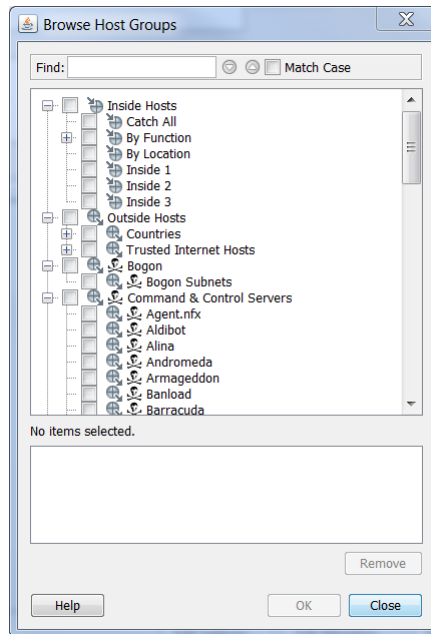 Browse Host Groups
Find:
Match Case
Inside Hosts
Catch All
By Function
By Location
Inside 1
Inside 2
Inside 3
Outside Hosts
Countries
Trusted Internet Hosts
Bogon
Bogon Subnets
Command & Control Servers
Agent.nfx
Aldibot
Alina
Andromeda
Armageddon
Banload
Barracuda
No items selected.
Remove
Help OK Close